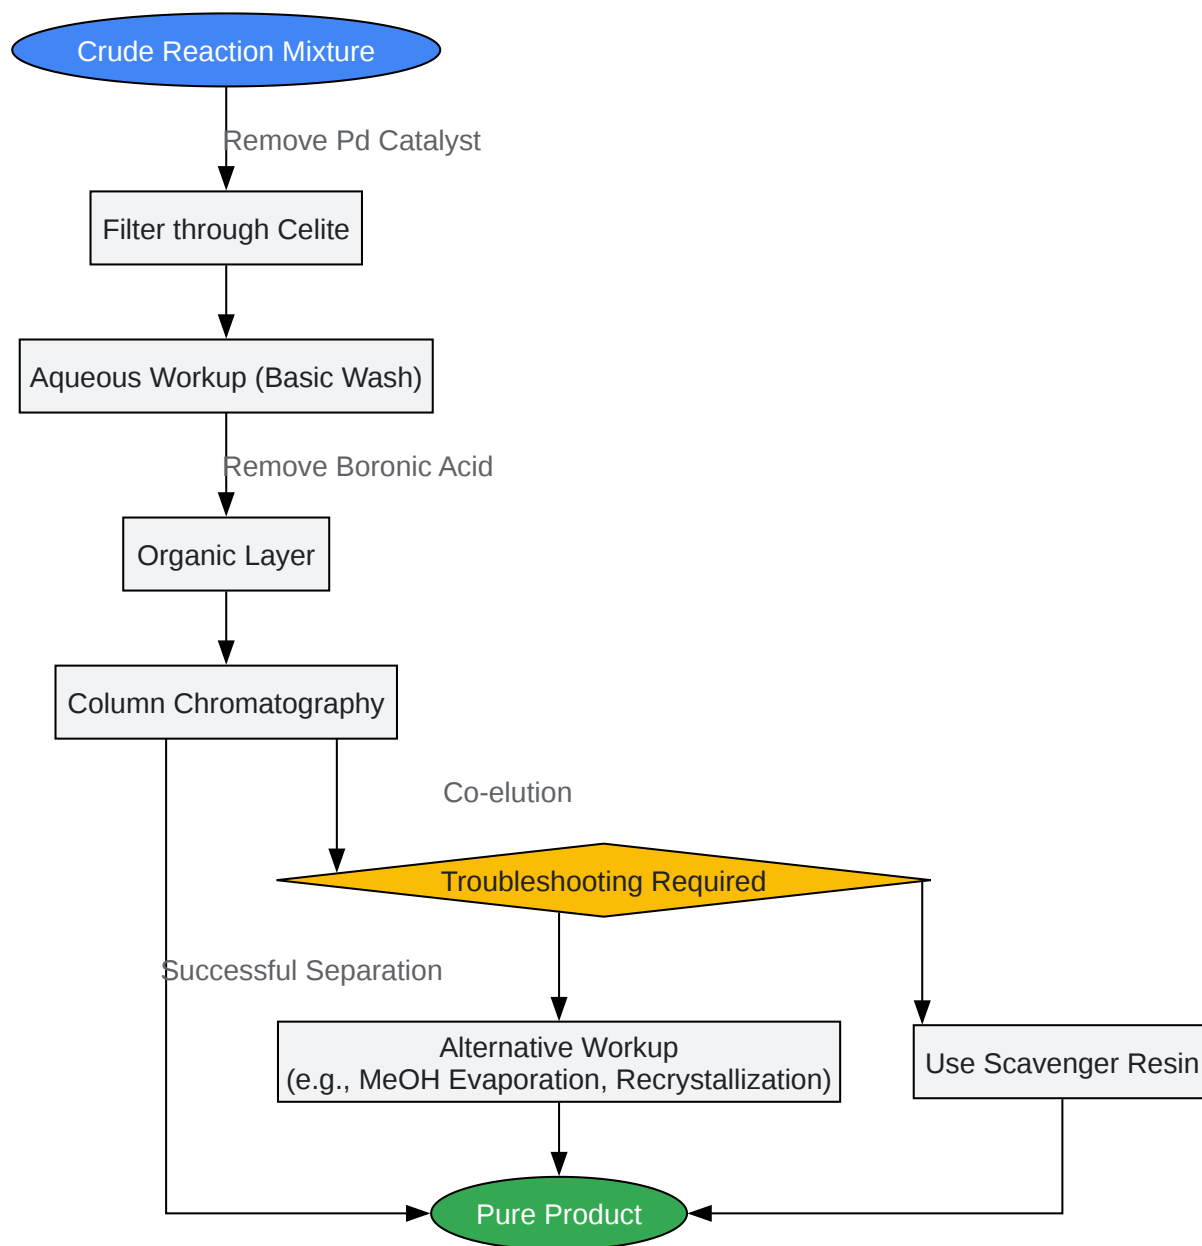 Crude Reaction Mixture
Remove Pd Catalyst
Filter through Celite
Aqueous Workup (Basic Wash)
Remove Boronic Acid
Organic Layer
Column Chromatography
Co-elution
Troubleshooting Required
Successful Separation
Alternative Workup
(e.g., MeOH Evaporation, Recrystallization)
Use Scavenger Resin
Pure Product